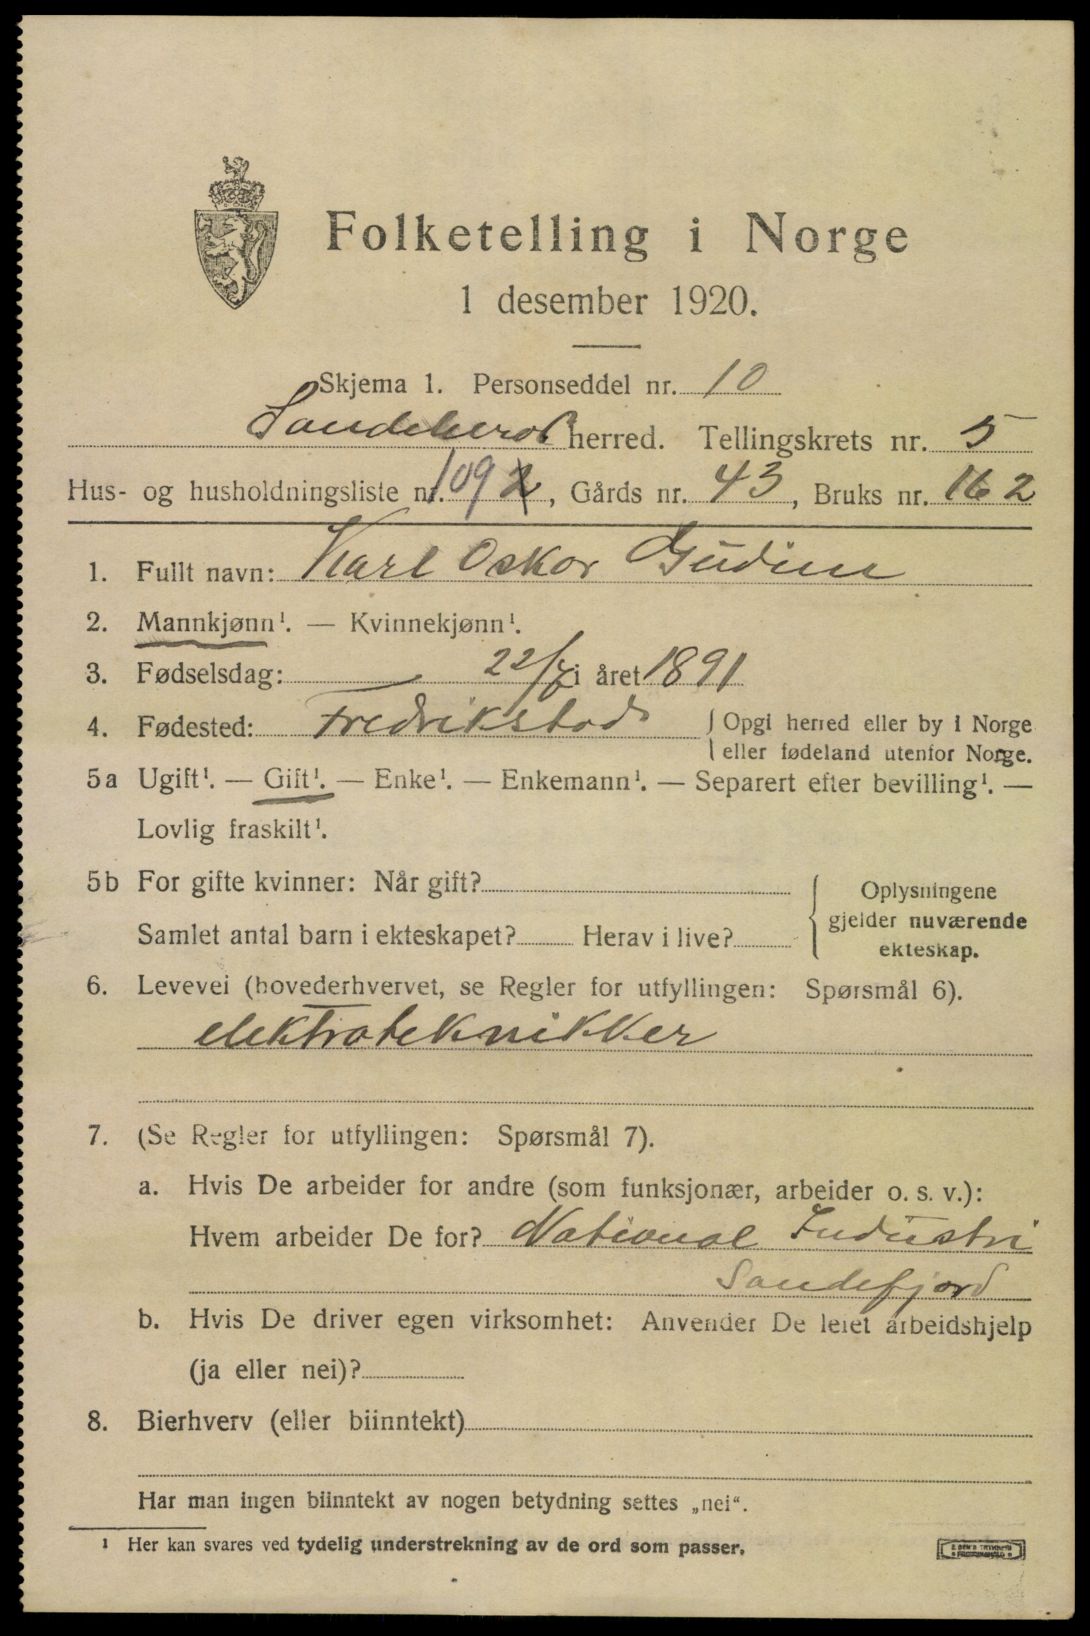 Folketelling i Norge
1 desember 1920.
Skjema 1. Personseddel nr. 10
Sandeherad herred. Tellingskrets nr. 5
Hus- og husholdningsliste nr. 109 2, Gårds nr. 43, Bruks nr. 162
1. Fullt navn: Karl Oskar Gudim
2. Mannkjønn¹. — Kvinnekjønn¹.
3. Fødselsdag: 22/7 i året 1891
4. Fødested: Fredrikstad { Opgi herred eller by i Norge
eller fødeland utenfor Norge.
5a Ugift¹. — Gift¹. — Enke¹. — Enkemann¹. — Separert efter bevilling¹. —
Lovlig fraskilt¹.
5b For gifte kvinner: Når gift?
Samlet antal barn i ekteskapet? Herav i live?
Oplysningene
gjelder nuværende
ekteskap.
6. Levevei (hovederhvervet, se Regler for utfyllingen: Spørsmål 6).
elektrotekniKKer
7. (Se Regler for utfyllingen: Spørsmål 7).
a. Hvis De arbeider for andre (som funksjonær, arbeider o. s. v.):
Hvem arbeider De for? National Industri
Sandefjord
b. Hvis De driver egen virksomhet: Anvender De leiet arbeidshjelp
(ja eller nei)?
8. Bierhverv (eller biinntekt)
Har man ingen biinntekt av nogen betydning settes „nei“.
¹ Her kan svares ved tydelig understrekning av de ord som passer.